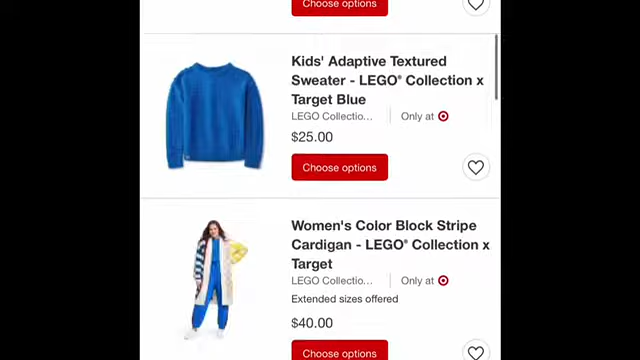 Choose options
Kids' Adaptive Textured
Sweater - LEGO® Collection x
Target Blue
LEGO Collectio... Only at
$25.00
Choose options
Women's Color Block Stripe
Cardigan - LEGO® Collection x
Target
LEGO Collectio... Only at
Extended sizes offered
$40.00
Choose options